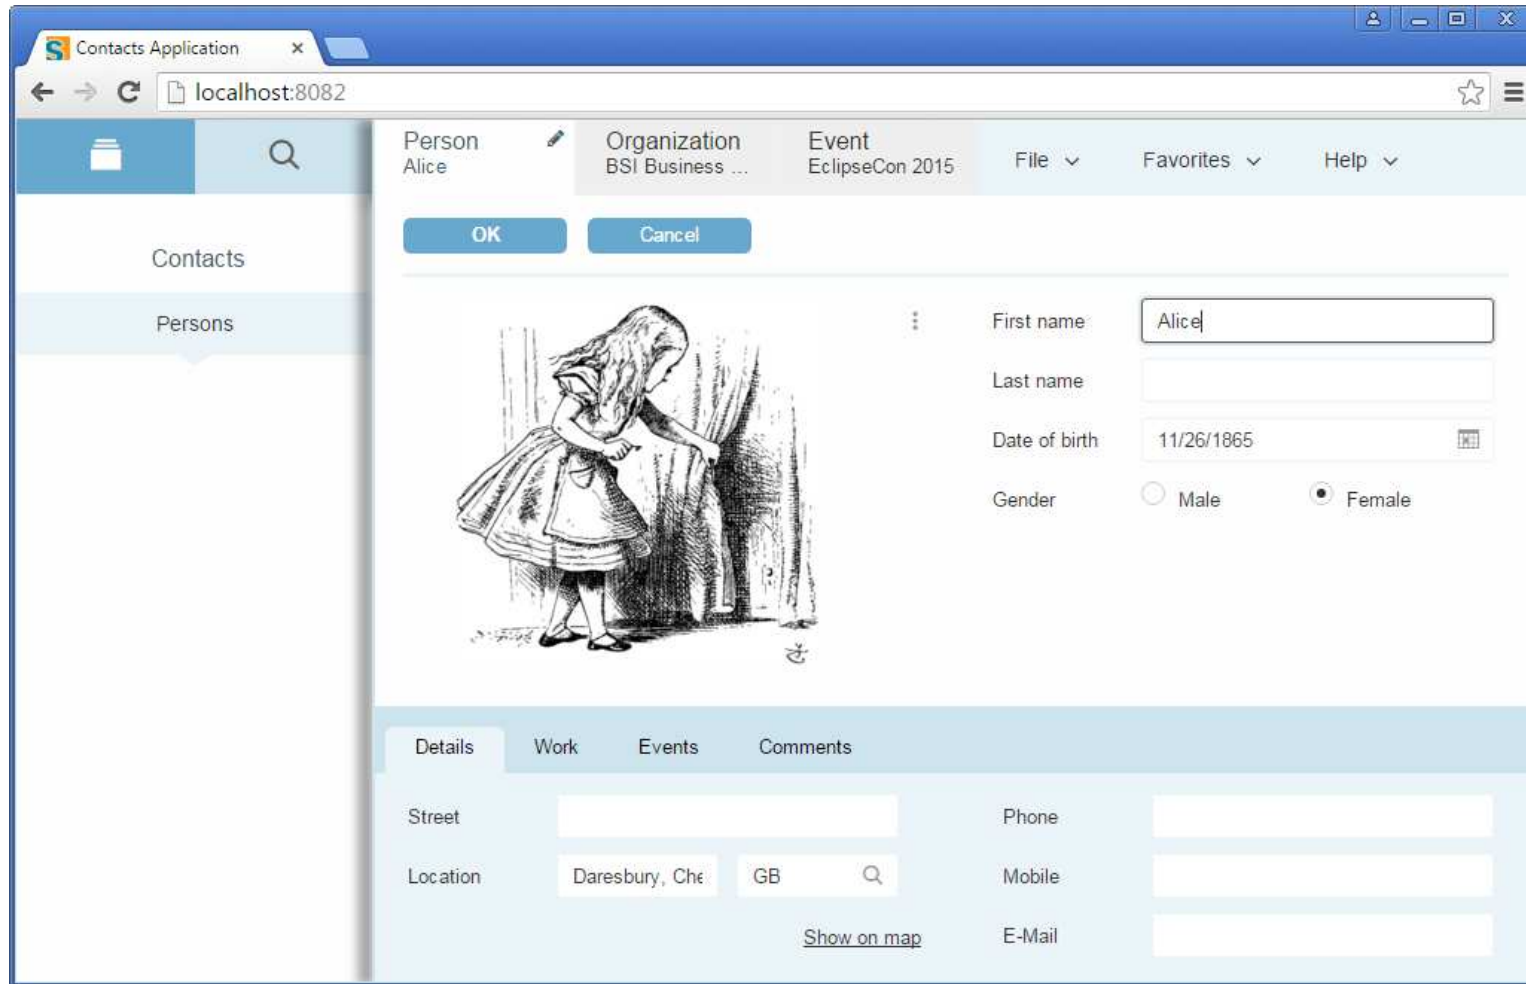 Contacts Application
localhost:8082
Person
Alice
Organization
BSI Business ...
Event
EclipseCon 2015
File
Favorites
Help
Contacts
Persons
OK
Cancel
First name
Alice
Last name
Date of birth
11/26/1865
Gender
Male
Female
Details
Work
Events
Comments
Street
Location
Daresbury, Che
GB
Show on map
Phone
Mobile
E-Mail